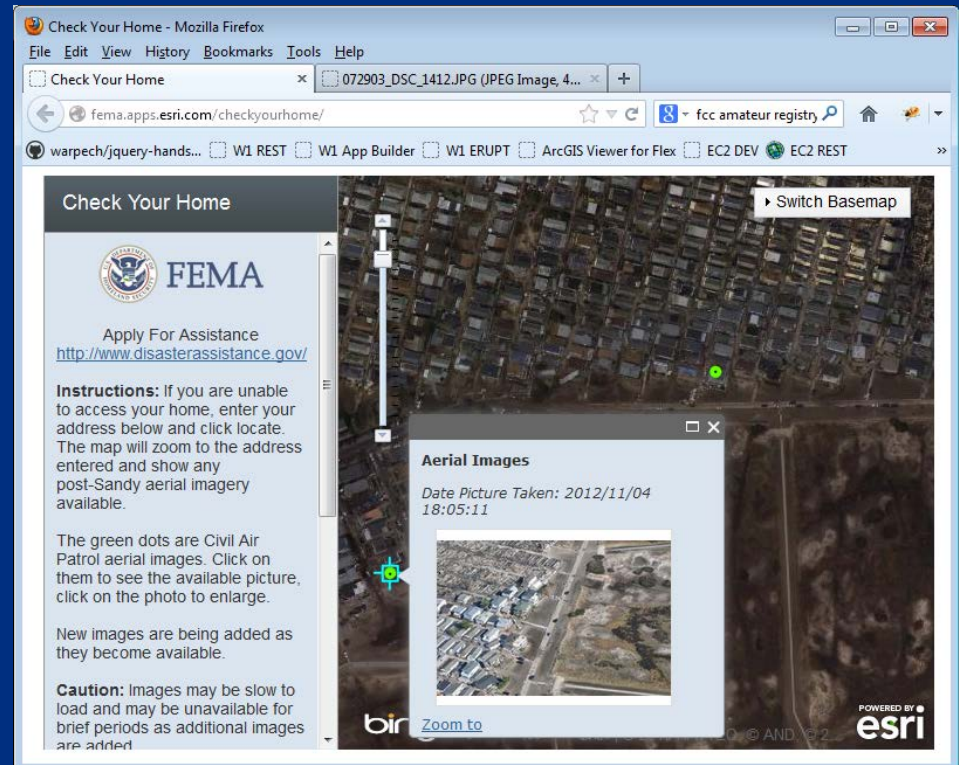 Check Your Home - Mozilla Firefox
File Edit View History Bookmarks Tools Help
Check Your Home
072903_DSC_1412.JPG (JPEG Image, 4...
fema.apps.esri.com/checkyourhome/
fcc amateur registry
warpech/jquery-hands... W1 REST W1 App Builder W1 ERUPT ArcGIS Viewer for Flex EC2 DEV EC2 REST »
Check Your Home
FEMA
Apply For Assistance
http://www.disasterassistance.gov/
Instructions: If you are unable
to access your home, enter your
address below and click locate.
The map will zoom to the address
entered and show any
post-Sandy aerial imagery
available.
The green dots are Civil Air
Patrol aerial images. Click on
them to see the available picture,
click on the photo to enlarge.
New images are being added as
they become available.
Caution: Images may be slow to
load and may be unavailable for
brief periods as additional images
are added
Switch Basemap
Aerial Images
Date Picture Taken: 2012/11/04
18:05:11
Zoom to
bing
© AND, © 2...
POWERED BY
esri